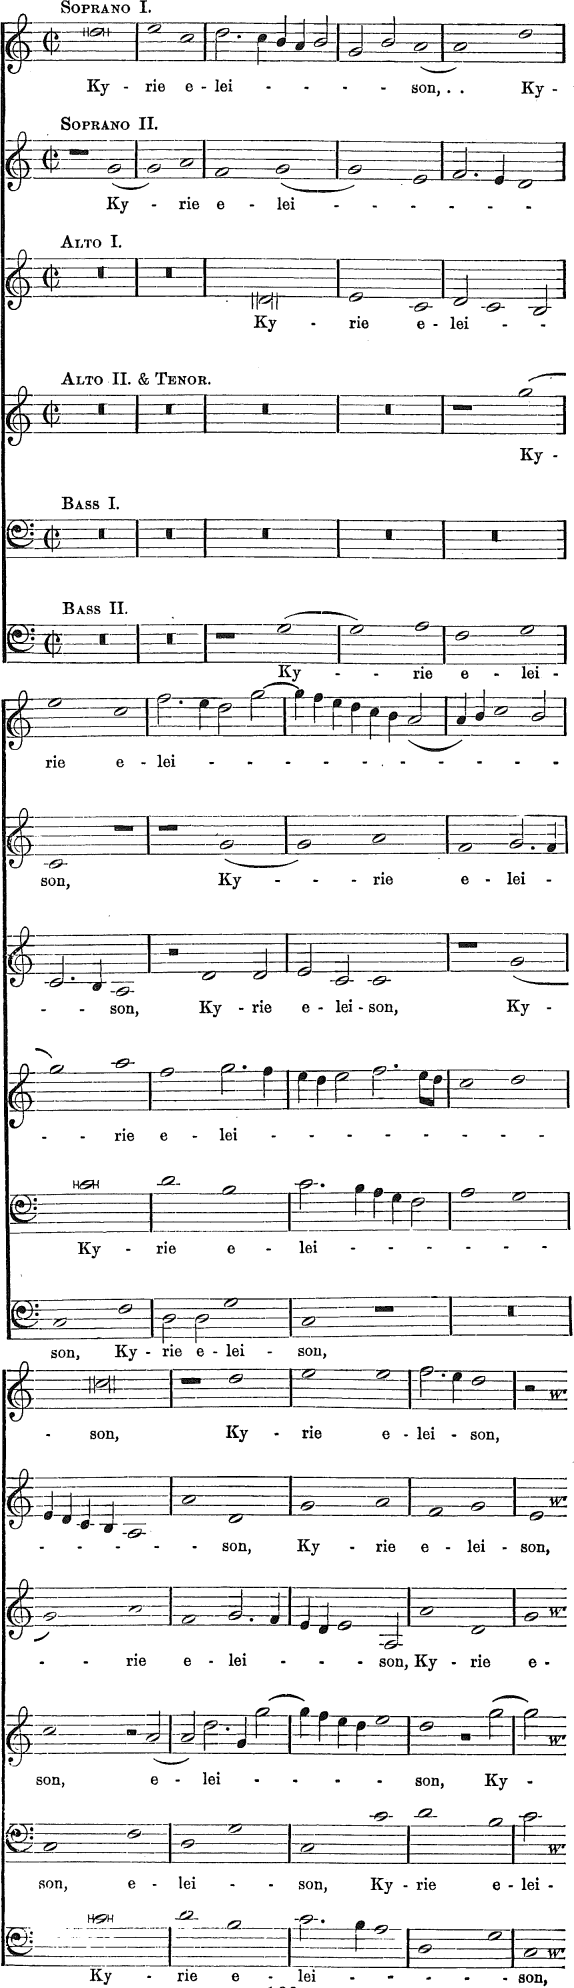 SOPRANO I.
Ky - rie e - lei - - - - son, . . Ky -
SOPRANO II.
Ky - rie e - lei - - - - - - - -
ALTO I.
Ky - rie e - lei - -
ALTO II. & TENOR.
Ky -
BASS I.
BASS II.
Ky - - rie e - lei -
rie e - lei - - - - - - - - - - - -
son, Ky - - - rie e - lei -
- - son, Ky - rie e - lei - son, Ky -
- - rie e - lei - - - - - - - - -
Ky - rie e - lei - - - - - -
son, Ky - rie e - lei - son,
- son, Ky - rie e - lei - son,
- - - - - - son, Ky - rie e - lei - son,
- - rie e - lei - - - - son, Ky - rie e -
son, e - lei - - - - - son, Ky -
son, e - lei - - son, Ky - rie e - lei -
Ky - rie e - lei - - - - - - son,